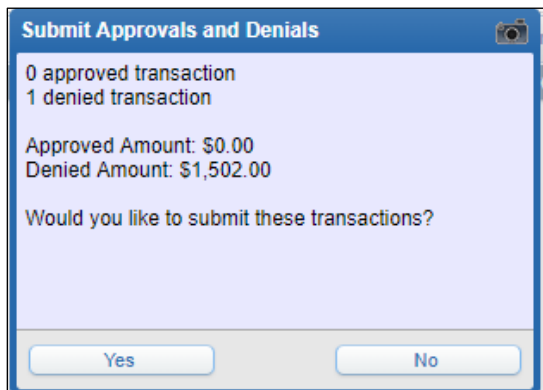 Submit Approvals and Denials
0 approved transaction
1 denied transaction
Approved Amount: $0.00
Denied Amount: $1,502.00
Would you like to submit these transactions?
Yes
No